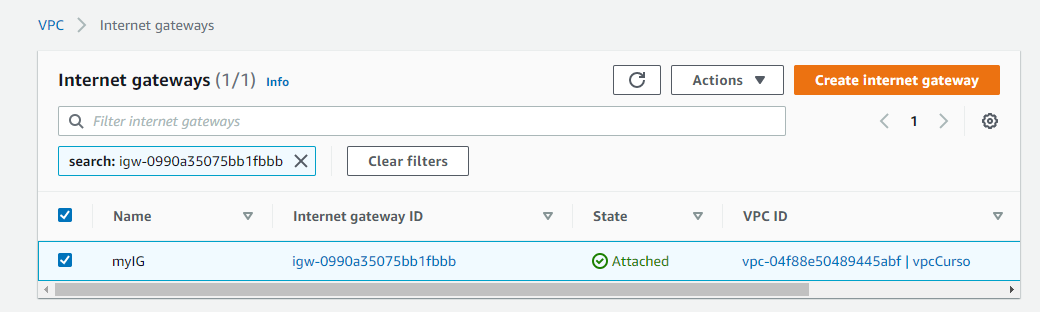 VPC > Internet gateways
Internet gateways (1/1) Info
Actions
Create internet gateway
Filter internet gateways
1
search: igw-0990a35075bb1fbbb
Clear filters
Name Internet gateway ID State VPC ID
myIG igw-0990a35075bb1fbbb Attached vpc-04f88e50489445abf | vpcCurso